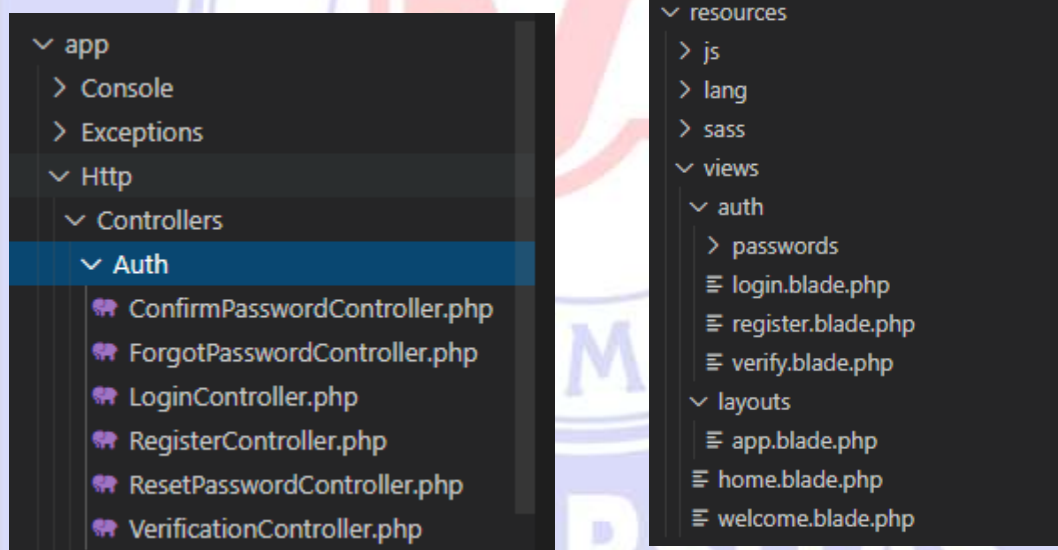 app
Console
Exceptions
Http
Controllers
Auth
ConfirmPasswordController.php
ForgotPasswordController.php
LoginController.php
RegisterController.php
ResetPasswordController.php
VerificationController.php
resources
js
lang
sass
views
auth
passwords
login.blade.php
register.blade.php
verify.blade.php
layouts
app.blade.php
home.blade.php
welcome.blade.php
M